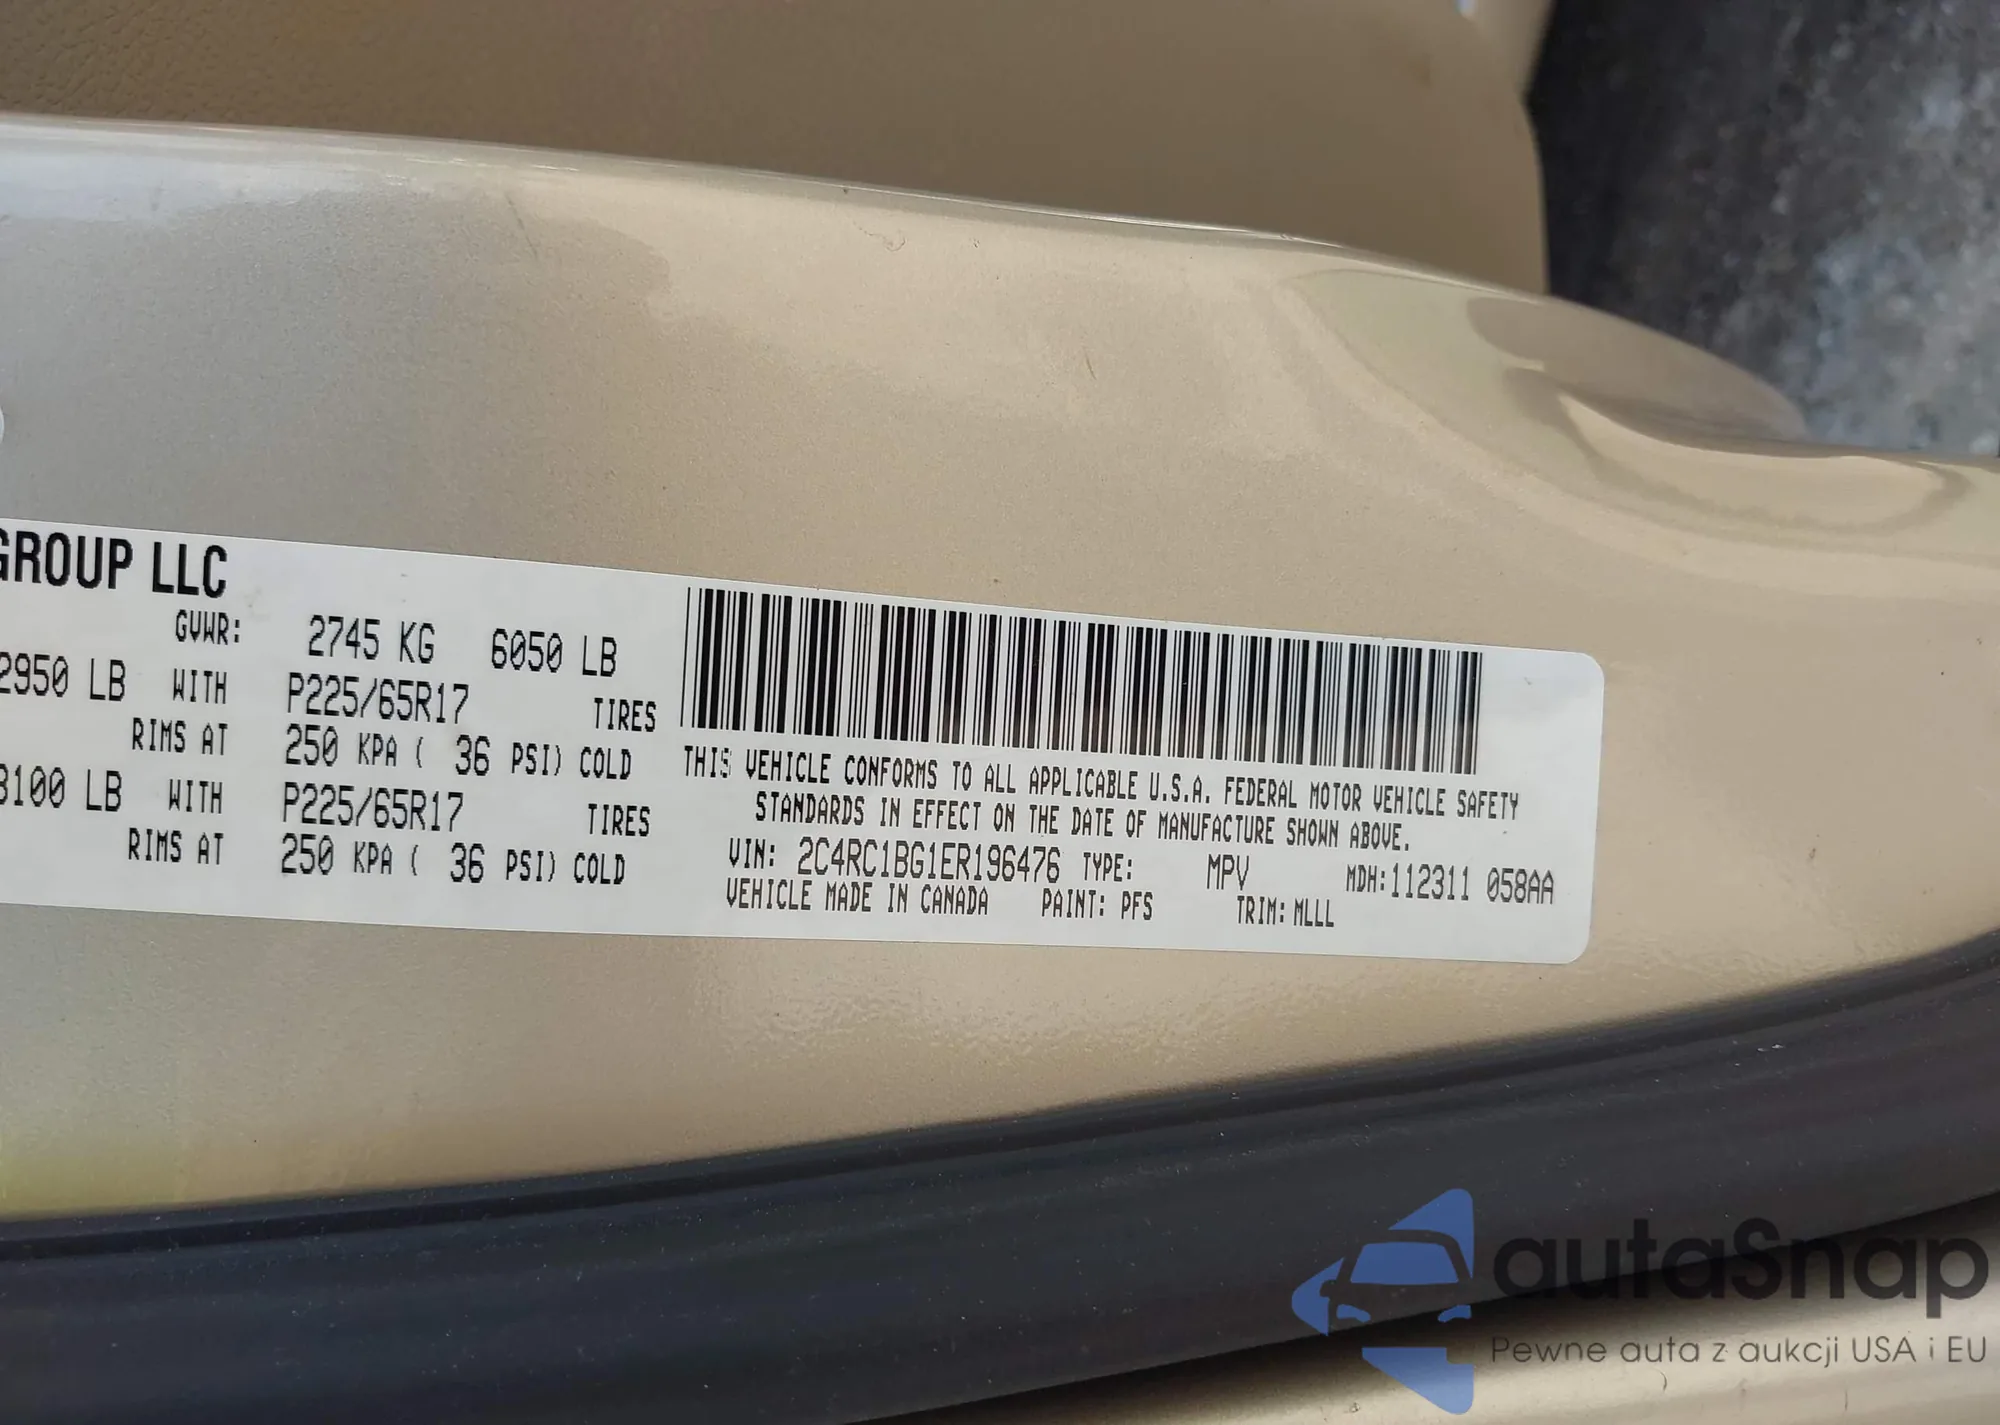 GROUP LLC
GVWR: 2745 KG 6050 LB
2950 LB WITH P225/65R17 TIRES
RIMS AT 250 KPA ( 36 PSI) COLD
3100 LB WITH P225/65R17 TIRES
RIMS AT 250 KPA ( 36 PSI) COLD
THIS VEHICLE CONFORMS TO ALL APPLICABLE U.S.A. FEDERAL MOTOR VEHICLE SAFETY
STANDARDS IN EFFECT ON THE DATE OF MANUFACTURE SHOWN ABOVE.
VIN: 2C4RC1BG1ER196476 TYPE: MPV MDH:112311 058AA
VEHICLE MADE IN CANADA PAINT: PFS TRIM: MLLL
autaSnap
Pewne auta z aukcji USA i EU